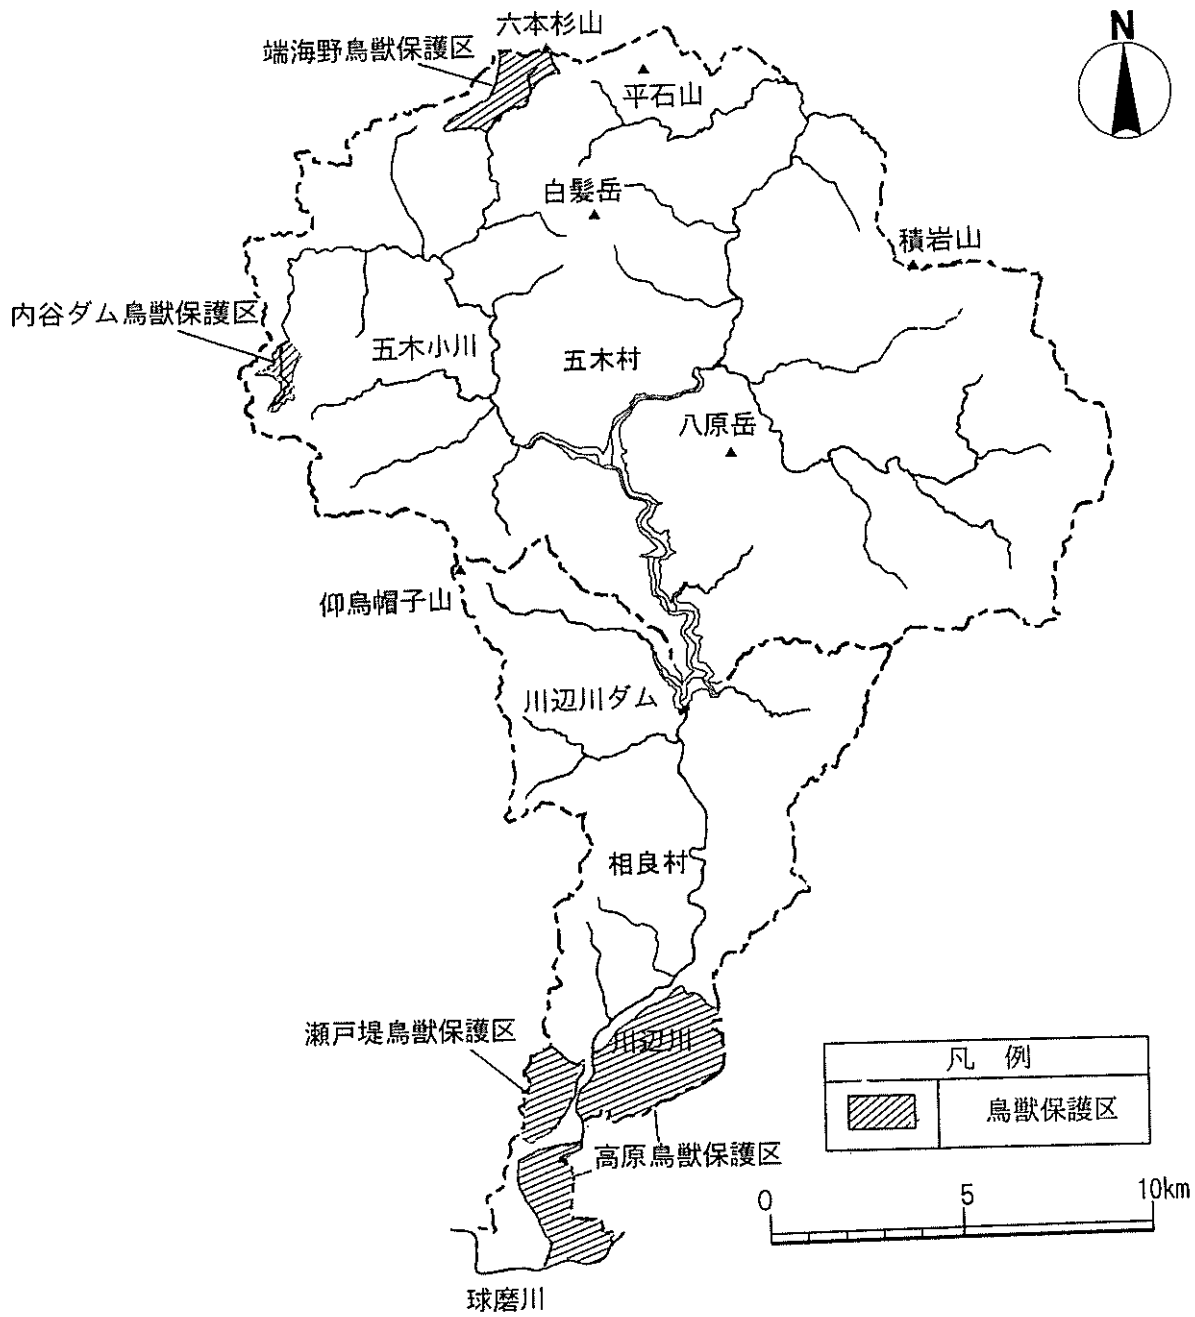 六本杉山
N
端海野鳥獣保護区
平石山
白髪岳
積岩山
内谷ダム鳥獣保護区
五木小川
五木村
八原岳
仰烏帽子山
川辺川ダム
相良村
瀬戸堤鳥獣保護区
川辺川
凡 例
鳥獣保護区
高原鳥獣保護区
0
5
10km
球磨川